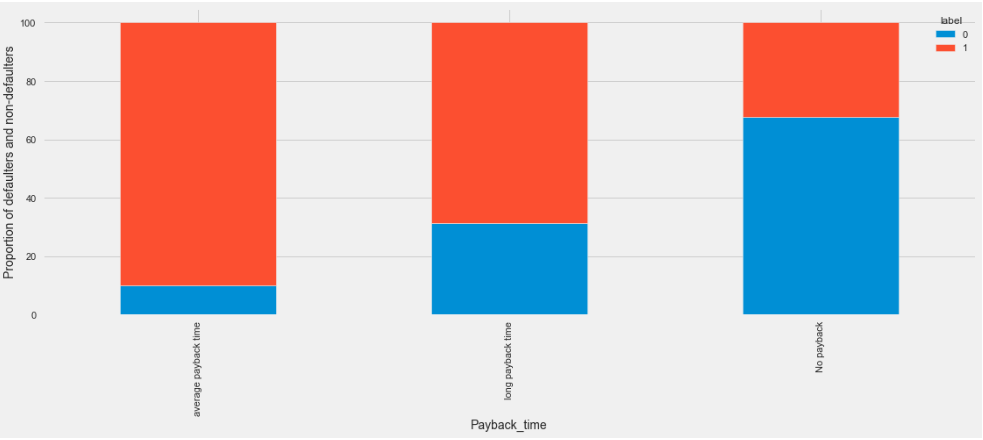 Proportion of defaulters and non-defaulters
100
80
60
40
20
0
label
0
1
average payback time
long payback time
No payback
Payback_time